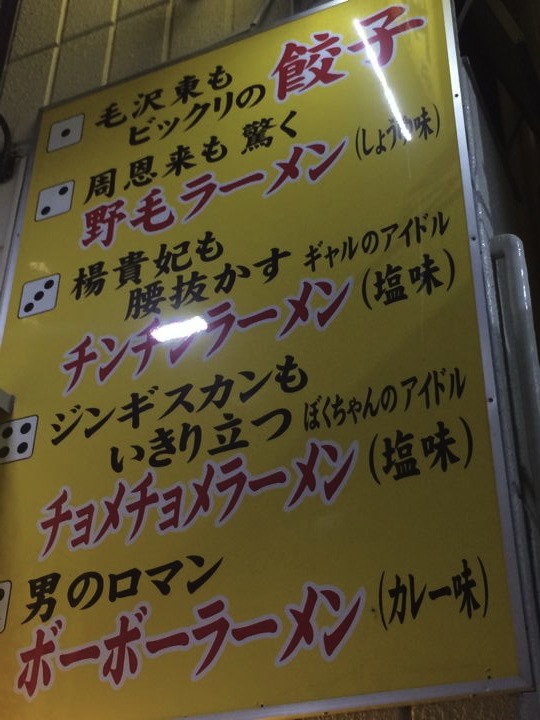 毛沢東も
ビックリの 餃子
周恩来も 驚く
野毛ラーメン (しょうゆ味)
楊貴妃も
腰抜かす ギャルのアイドル
チンチンラーメン (塩味)
ジンギスカンも
いきり立つ ぼくちゃんのアイドル
チョメチョメラーメン (塩味)
男のロマン
ボーボーラーメン (カレー味)